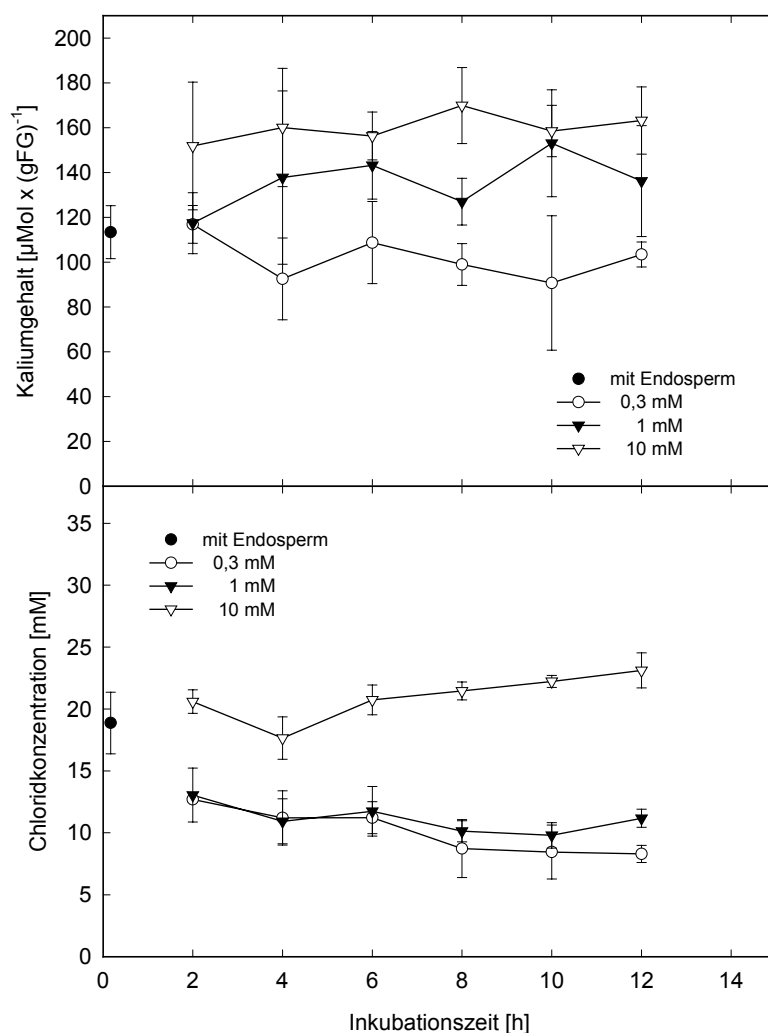 Kaliumgehalt [µMol x (gFG)⁻¹]
200
180
160
140
120
100
80
60
40
20
0
mit Endosperm
0,3 mM
1 mM
10 mM
Chloridkonzentration [mM]
35
30
25
20
15
10
5
0
mit Endosperm
0,3 mM
1 mM
10 mM
0 2 4 6 8 10 12 14
Inkubationszeit [h]